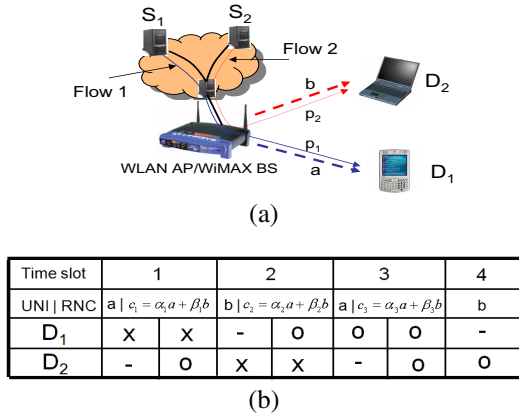 S1 S2
Flow 2
Flow 1
b
D2
p2
p1
a
WLAN AP/WiMAX BS
D1
(a)
Time slot 1 2 3 4
UNI | RNC a | c₁ = α₁a + β₁b b | c₂ = α₂a + β₂b a | c₃ = α₃a + β₃b b
D1 x x - o o o -
D2 - o x x - o o
(b)